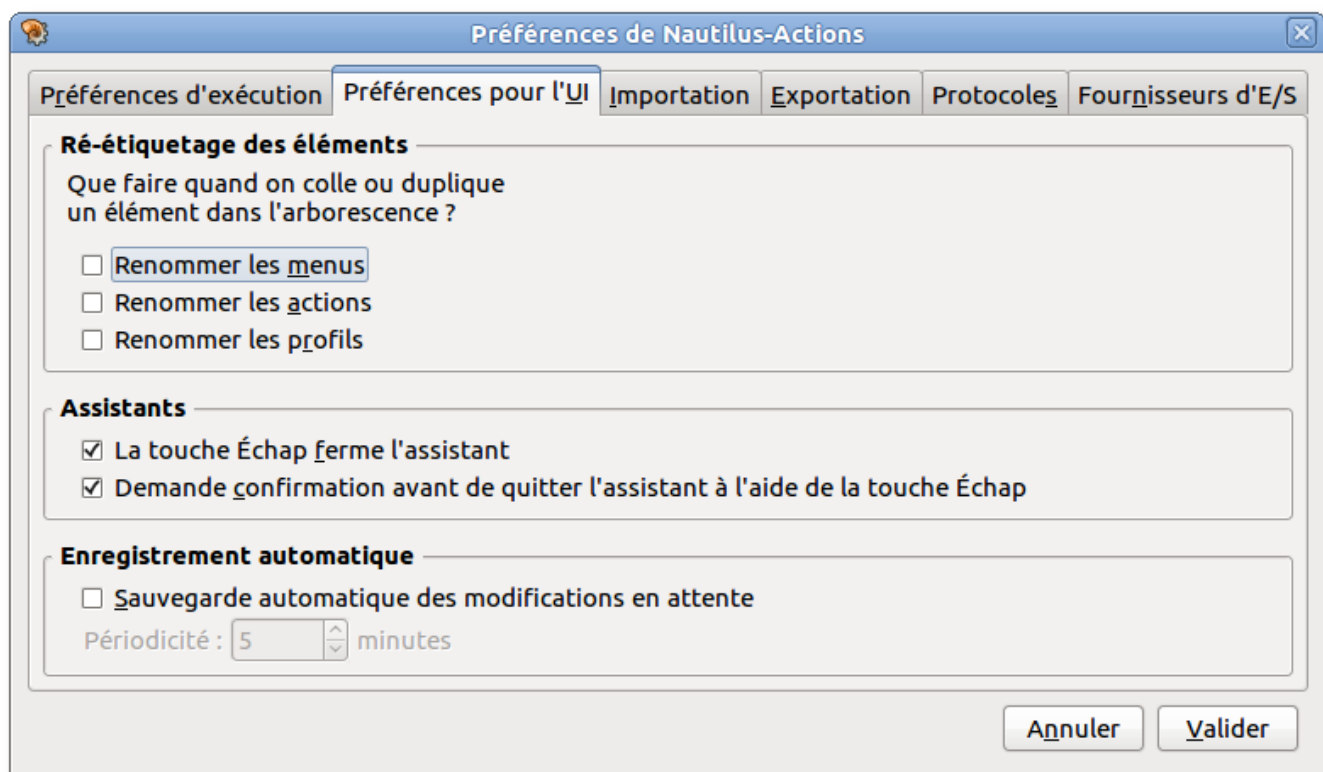 Préférences de Nautilus-Actions
Préférences d'exécution Préférences pour l'UI Importation Exportation Protocoles Fournisseurs d'E/S
Ré-étiquetage des éléments
Que faire quand on colle ou duplique
un élément dans l'arborescence ?
Renommer les menus
Renommer les actions
Renommer les profils
Assistants
La touche Échap ferme l'assistant
Demande confirmation avant de quitter l'assistant à l'aide de la touche Échap
Enregistrement automatique
Sauvegarde automatique des modifications en attente
Périodicité : 5 minutes
Annuler Valider